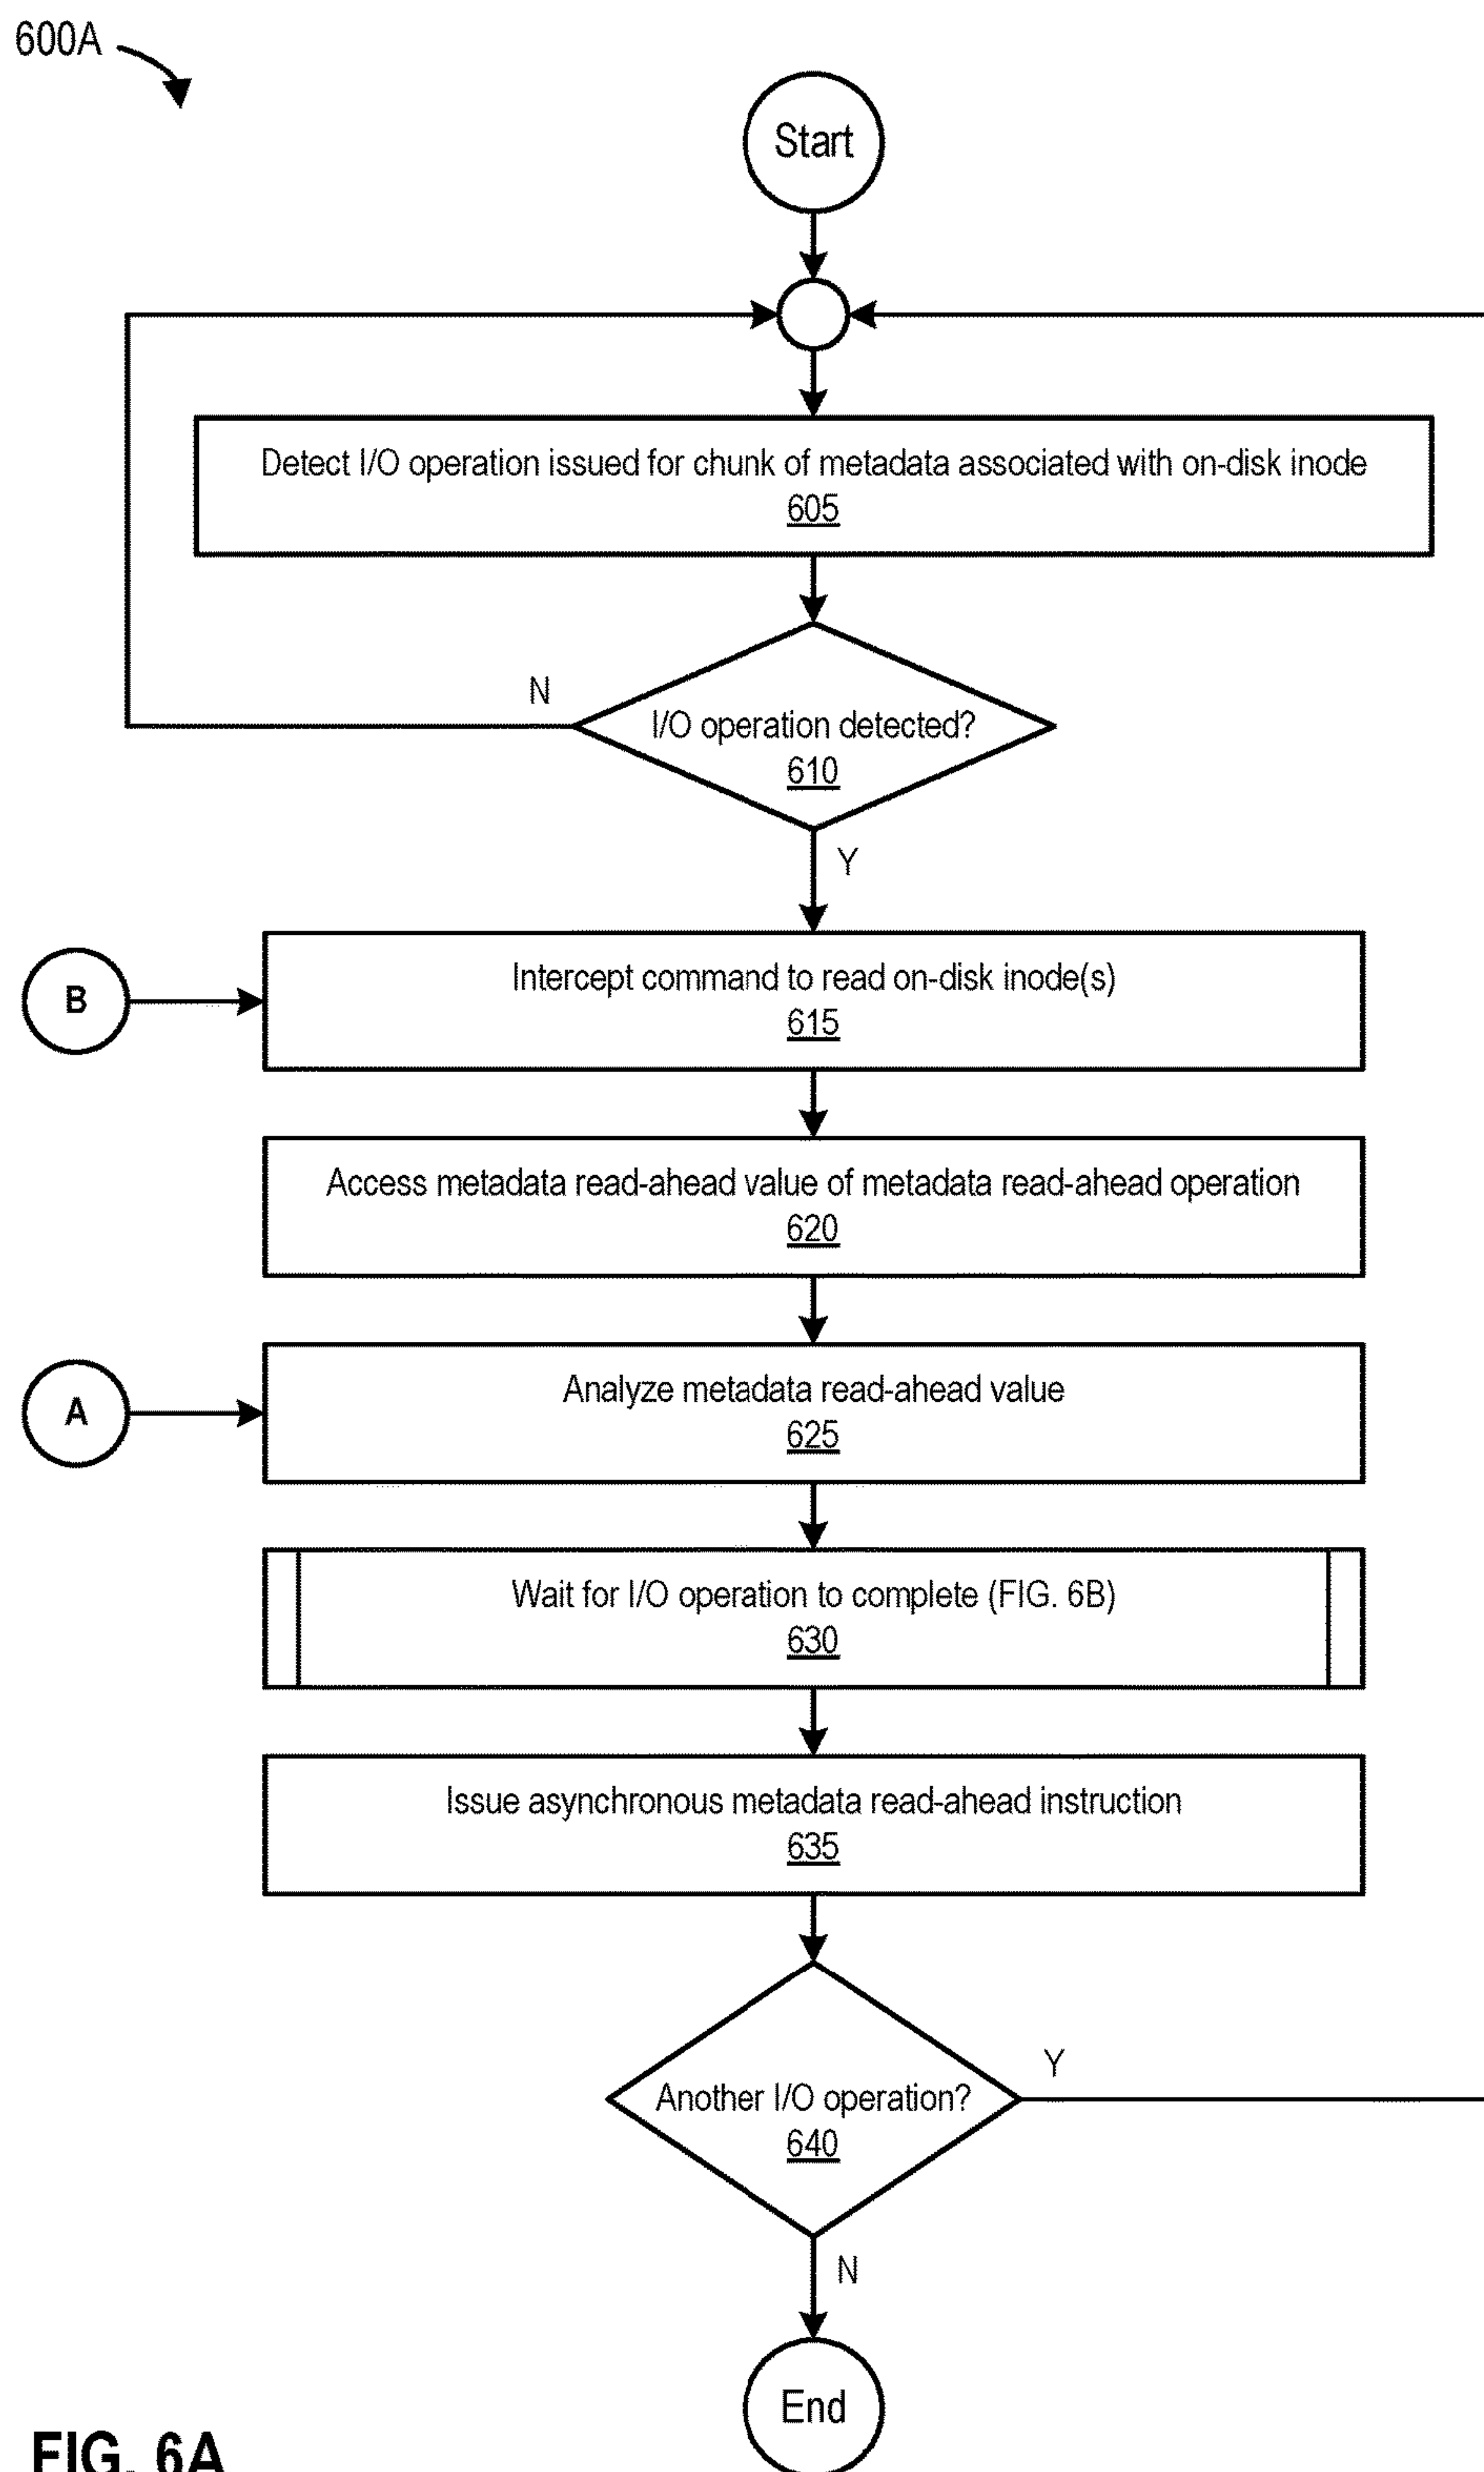 600A
Start
Detect I/O operation issued for chunk of metadata associated with on-disk inode
605
N
I/O operation detected?
610
Y
B
Intercept command to read on-disk inode(s)
615
Access metadata read-ahead value of metadata read-ahead operation
620
A
Analyze metadata read-ahead value
625
Wait for I/O operation to complete (FIG. 6B)
630
Issue asynchronous metadata read-ahead instruction
635
Y
Another I/O operation?
640
N
End
FIG. 6A